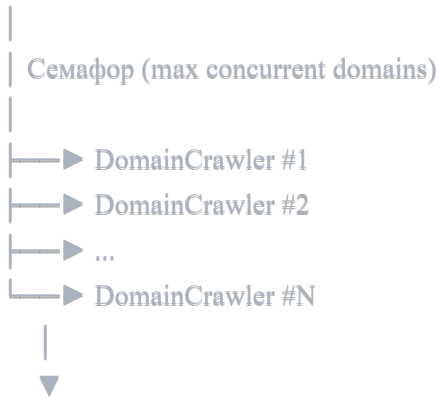 Семафор (max concurrent domains)
DomainCrawler #1
DomainCrawler #2
...
DomainCrawler #N